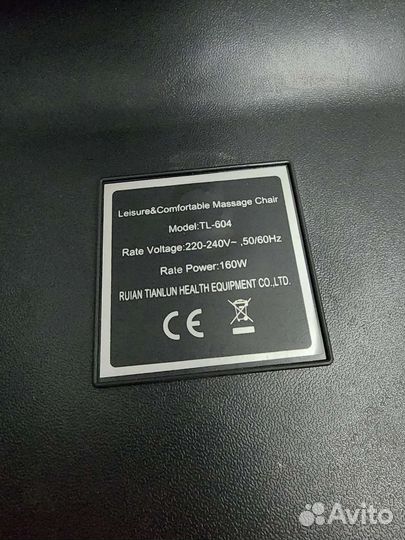 Leisure&Comfortable Massage Chair
Model:TL-604
Rate Voltage:220-240V~ ,50/60Hz
Rate Power:160W
RUIAN TIANLUN HEALTH EQUIPMENT CO.,LTD.
CE
Avito